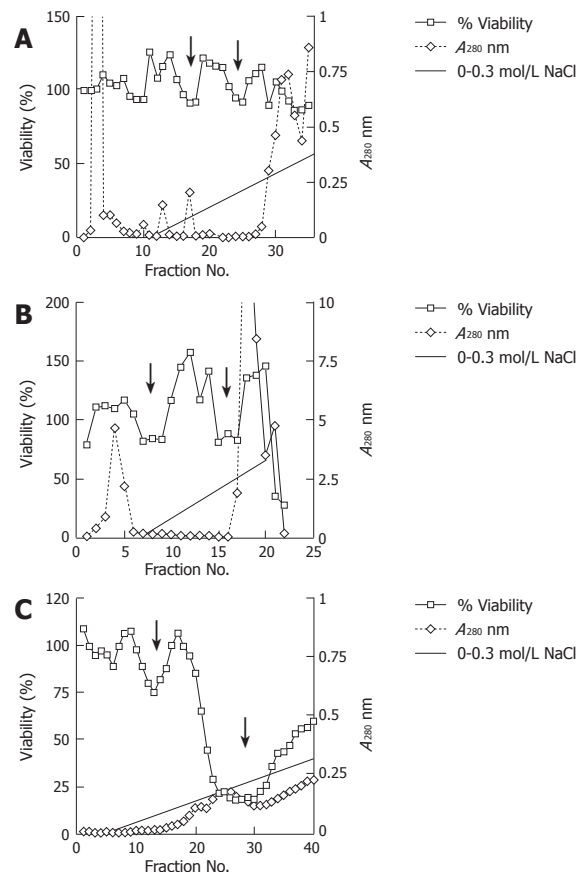 A
150
100
50
0
0
10
20
30
1
0.75
0.5
0.25
0
Viability (%)
A280 nm
Fraction No.
% Viability
A280 nm
0-0.3 mol/L NaCl
B
200
150
100
50
0
0
5
10
15
20
25
10
7.5
5
2.5
0
Viability (%)
A280 nm
Fraction No.
% Viability
A280 nm
0-0.3 mol/L NaCl
C
120
100
75
50
25
0
0
10
20
30
40
1
0.75
0.5
0.25
0
Viability (%)
A280 nm
Fraction No.
% Viability
A280 nm
0-0.3 mol/L NaCl